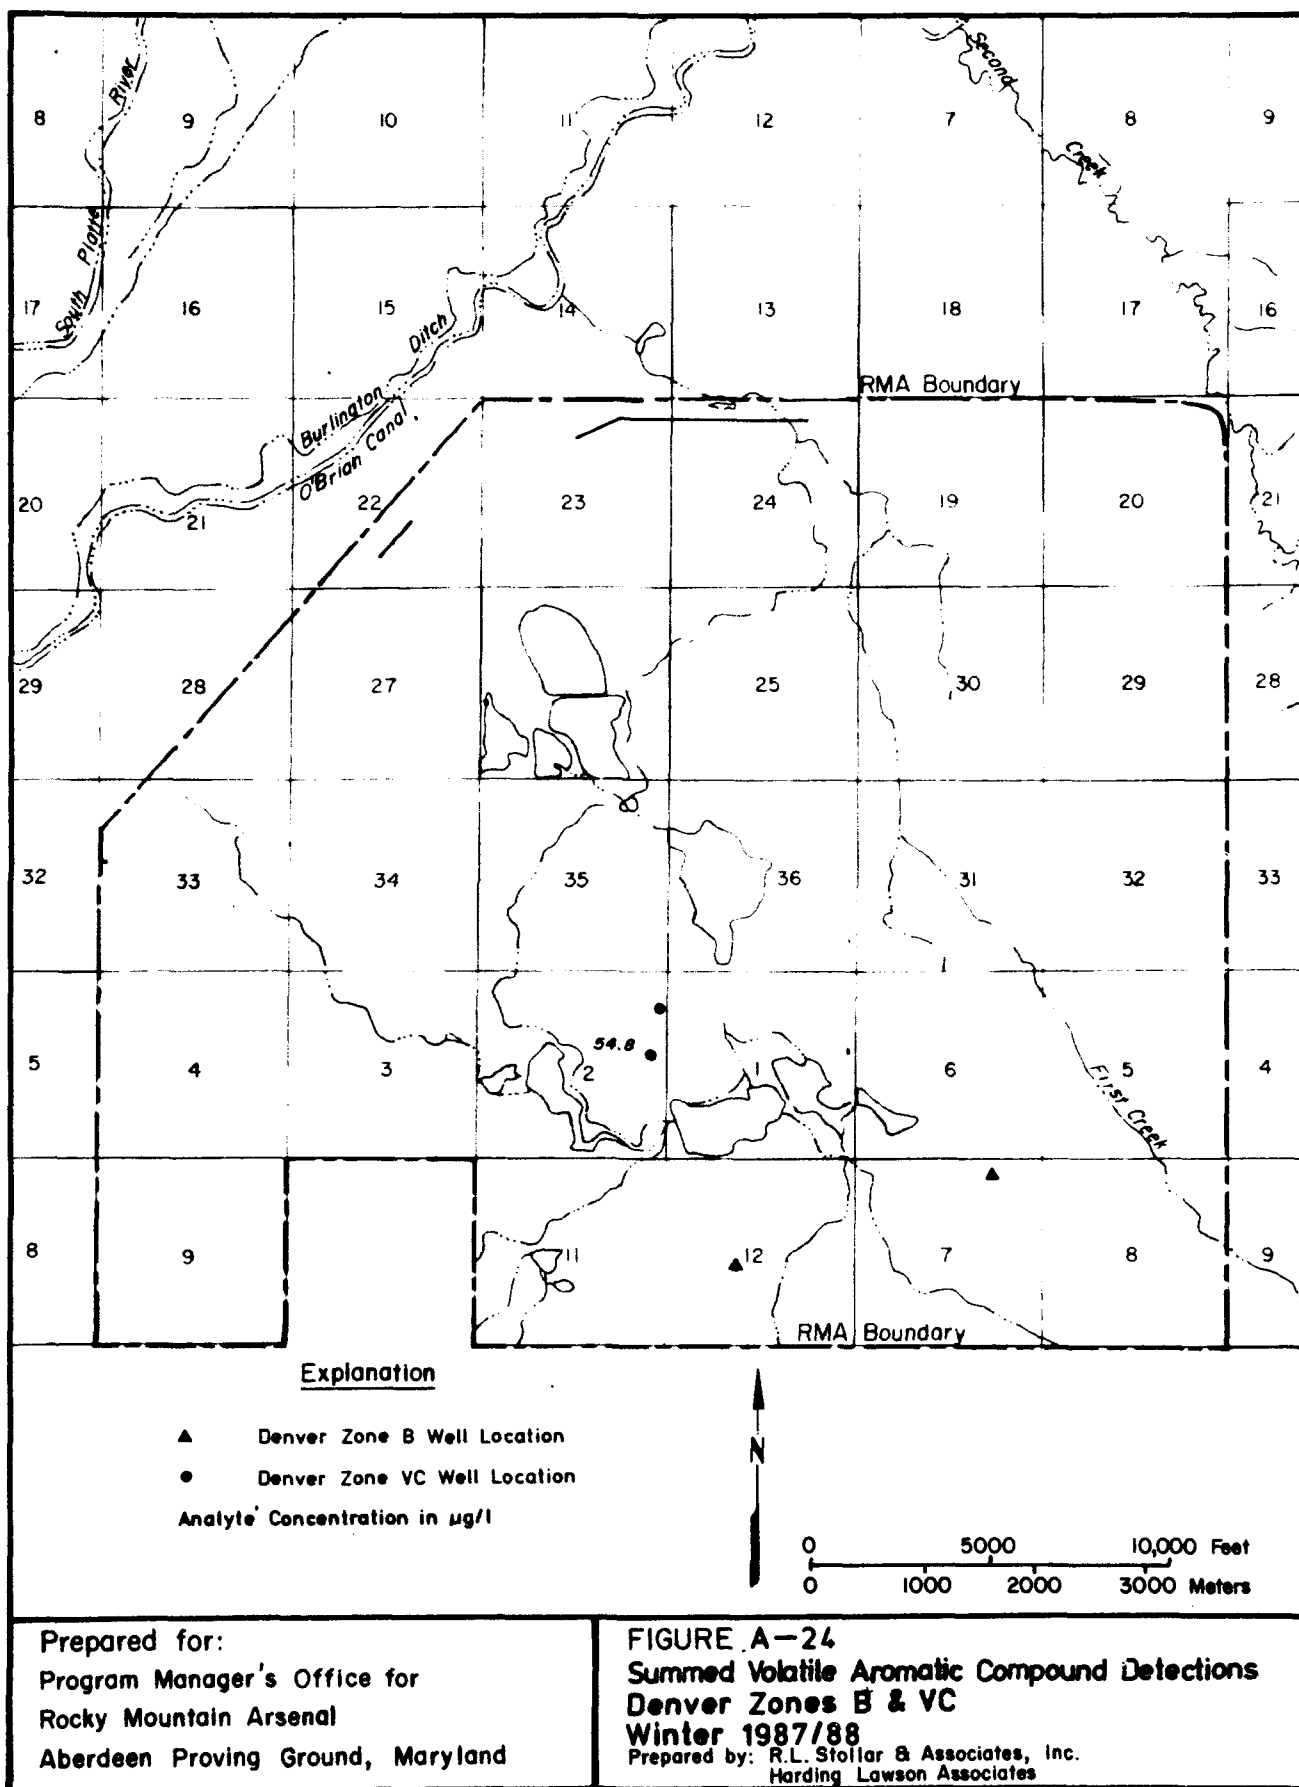 Second
River
8 9 10 11 12 7 8 9
Creek
South Platte
17 16 15 14 13 18 17 16
Burlington Ditch
RMA Boundary
O'Brian Canal
20 21 22 23 24 19 20 21
29 28 27 25 30 29 28
32 33 34 35 36 31 32 33
54.8
5 4 3 2 1 6 5 4
First Creek
8 9 11 12 7 8 9
RMA Boundary
Explanation
Denver Zone B Well Location
Denver Zone VC Well Location
Analyte' Concentration in µg/l
N
0 5000 10,000 Feet
0 1000 2000 3000 Meters
Prepared for:
Program Manager's Office for
Rocky Mountain Arsenal
Aberdeen Proving Ground, Maryland
FIGURE A-24
Summed Volatile Aromatic Compound Detections
Denver Zones B & VC
Winter 1987/88
Prepared by: R.L. Stollar & Associates, Inc.
Harding Lawson Associates